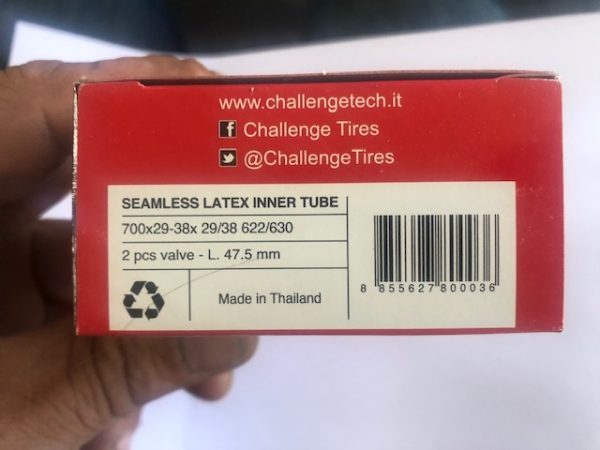 www.challengetech.it
Challenge Tires
@ChallengeTires
SEAMLESS LATEX INNER TUBE
700x29-38x 29/38 622/630
2 pcs valve - L. 47.5 mm
Made in Thailand
8 855627 800036